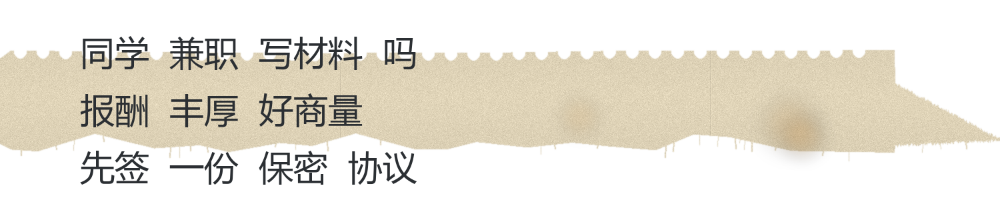 同学 兼职 写材料 吗
报酬 丰厚 好商量
先签 一份 保密 协议